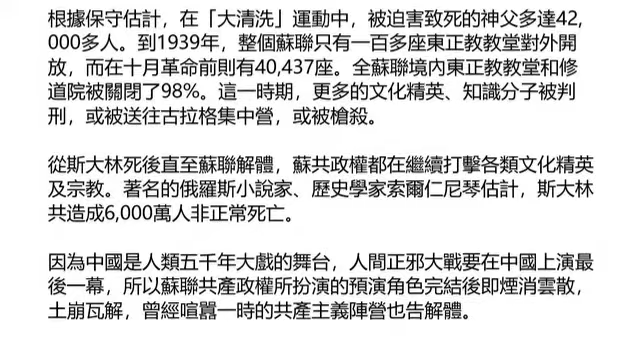 根據保守估計，在「大清洗」運動中，被迫害致死的神父多達42,
000多人。到1939年，整個蘇聯只有一百多座東正教教堂對外開
放，而在十月革命前則有40,437座。全蘇聯境內東正教教堂和修
道院被關閉了98%。這一時期，更多的文化精英、知識分子被判
刑，或被送往古拉格集中營，或被槍殺。
從斯大林死後直至蘇聯解體，蘇共政權都在繼續打擊各類文化精英
及宗教。著名的俄羅斯小說家、歷史學家索爾仁尼琴估計，斯大林
共造成6,000萬人非正常死亡。
因為中國是人類五千年大戲的舞台，人間正邪大戰要在中國上演最
後一幕，所以蘇聯共產政權所扮演的預演角色完結後即煙消雲散，
土崩瓦解，曾經喧囂一時的共產主義陣營也告解體。